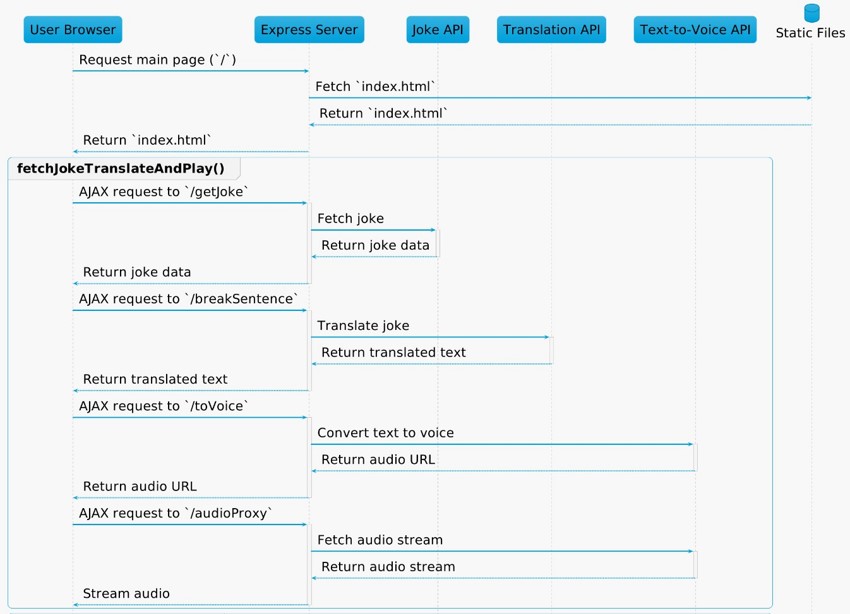 User Browser
Express Server
Joke API
Translation API
Text-to-Voice API
Static Files
Request main page (`/`)
Fetch `index.html`
Return `index.html`
Return `index.html`
fetchJokeTranslateAndPlay()
AJAX request to `/getJoke`
Fetch joke
Return joke data
Return joke data
AJAX request to `/breakSentence`
Translate joke
Return translated text
Return translated text
AJAX request to `/toVoice`
Convert text to voice
Return audio URL
Return audio URL
AJAX request to `/audioProxy`
Fetch audio stream
Return audio stream
Stream audio